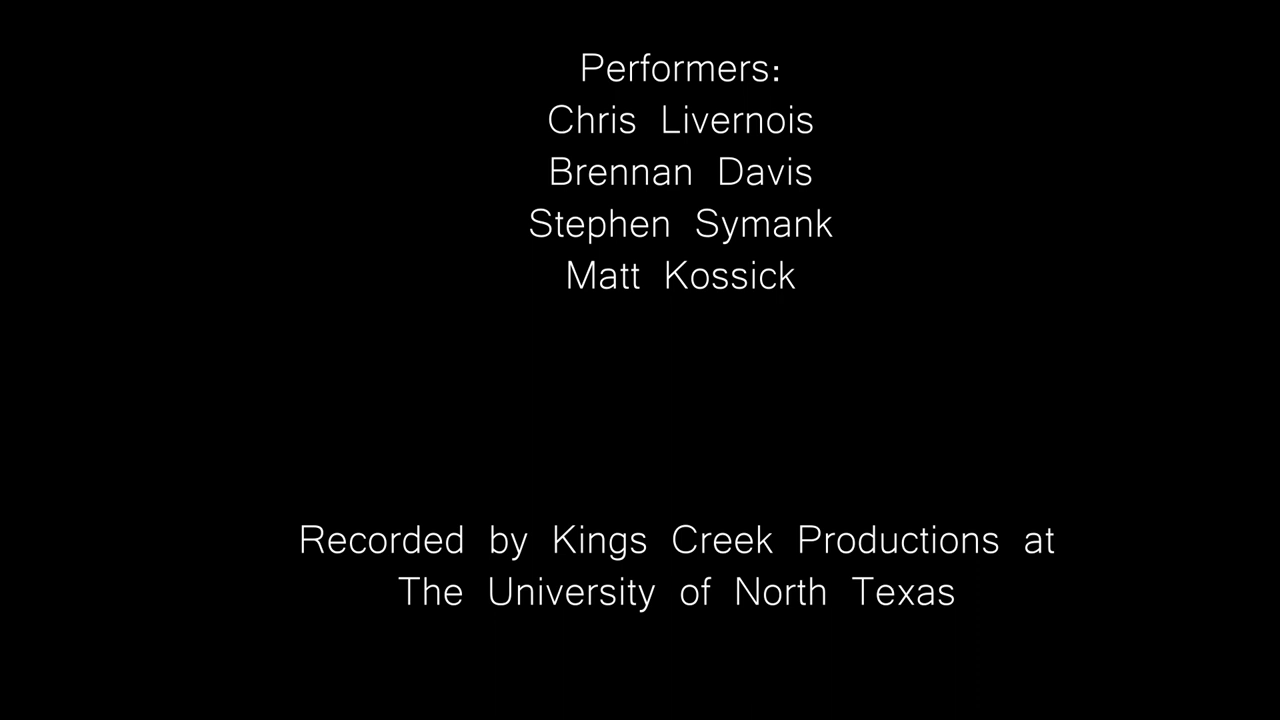 Performers:
Chris Livernois
Brennan Davis
Stephen Symank
Matt Kossick
Recorded by Kings Creek Productions at
The University of North Texas